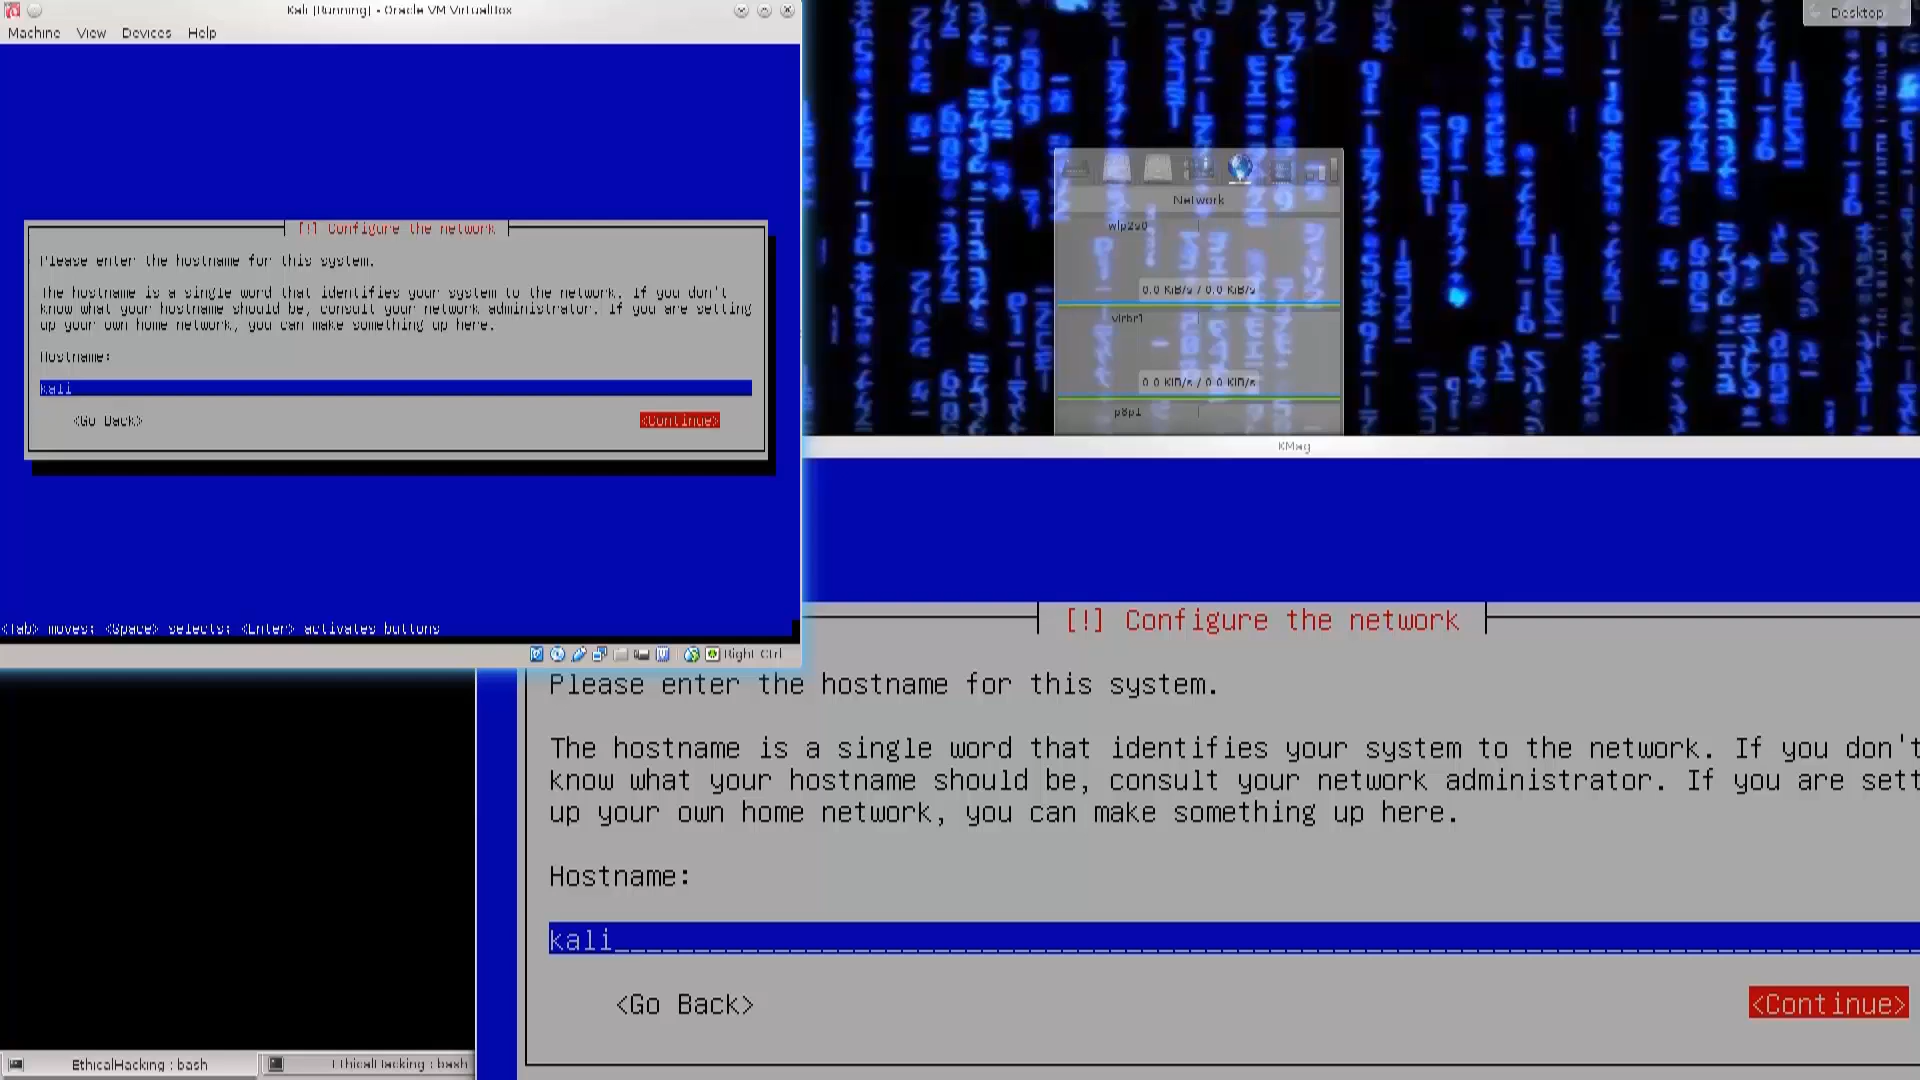 Kali [Running] - Oracle VM VirtualBox
Machine View Devices Help
[!] Configure the network
Please enter the hostname for this system.
The hostname is a single word that identifies your system to the network. If you don't
know what your hostname should be, consult your network administrator. If you are setting
up your own home network, you can make something up here.
Hostname:
kali
<Go Back>
<Continue>
<Tab> moves; <Space> selects; <Enter> activates buttons
Right Ctrl
Desktop
Network
wlp2s0
0.0 KiB/s / 0.0 KiB/s
virbr1
0.0 KiB/s / 0.0 KiB/s
p8p1
KMag
[!] Configure the network
Please enter the hostname for this system.
The hostname is a single word that identifies your system to the network. If you don't
know what your hostname should be, consult your network administrator. If you are sett
up your own home network, you can make something up here.
Hostname:
kali
<Go Back>
<Continue>
EthicalHacking : bash
EthicalHacking : bash